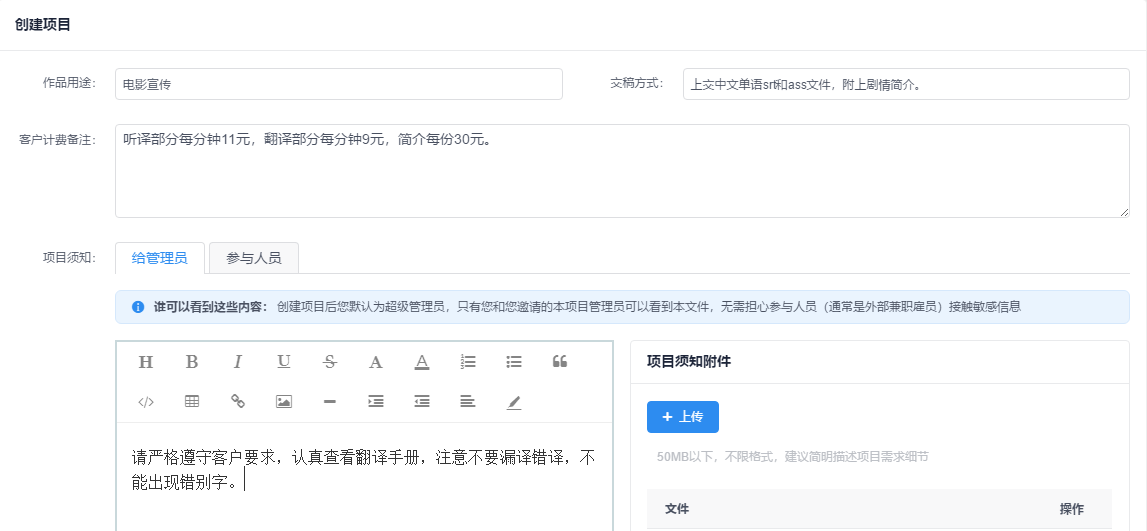 创建项目
作品用途： 电影宣传 交稿方式： 上交中文单语srt和ass文件，附上剧情简介。
客户计费备注： 听译部分每分钟11元，翻译部分每分钟9元，简介每份30元。
项目须知： 给管理员 参与人员
谁可以看到这些内容： 创建项目后您默认为超级管理员，只有您和您邀请的本项目管理员可以看到本文件，无需担心参与人员（通常是外部兼职雇员）接触敏感信息
项目须知附件
+ 上传
请严格遵守客户要求，认真查看翻译手册，注意不要漏译错译，不
能出现错别字。
50MB以下，不限格式，建议简明描述项目需求细节
文件 操作